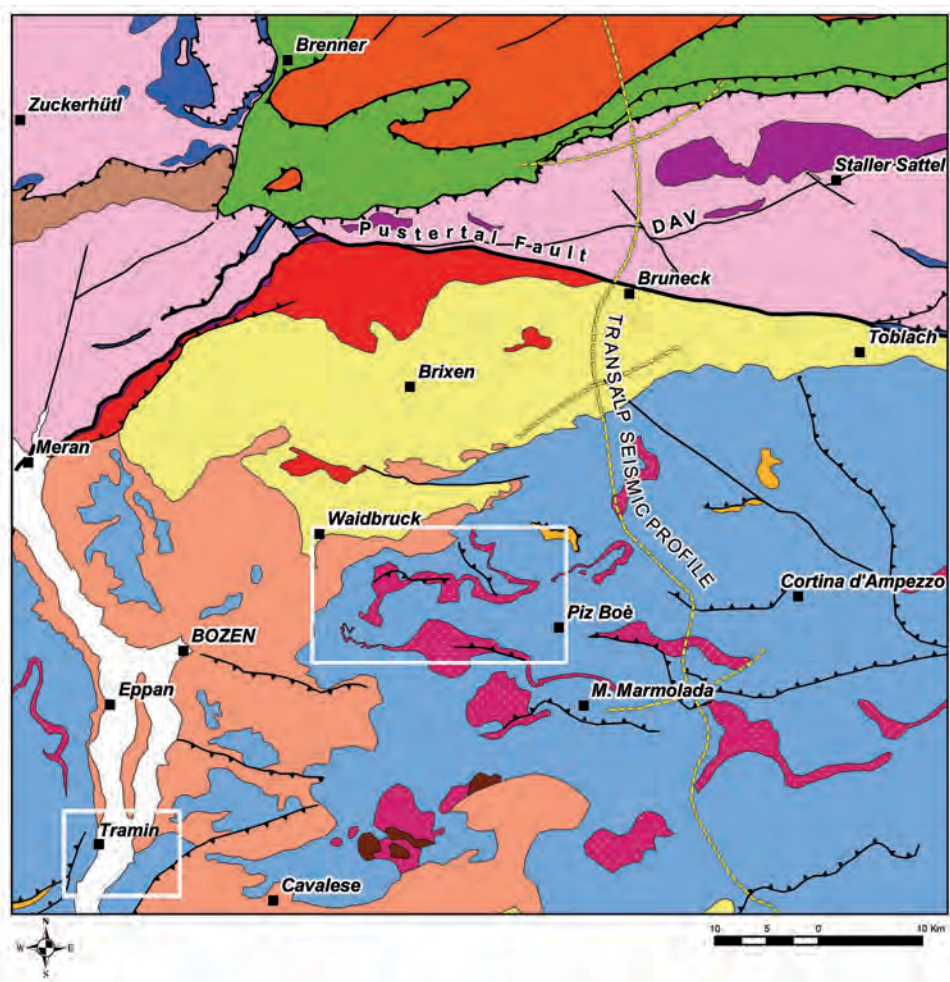 Brenner
Zuckerhütl
Staller Sattel
DAV
Pustertal Fault
Bruneck
Toblach
TRANSALP SEISMIC PROFILE
Brixen
Meran
Waidbruck
Cortina d'Ampezzo
Piz Boè
BOZEN
Eppan
M. Marmolada
Tramin
Cavalese
N
W E
S
10 5 0 10 Km